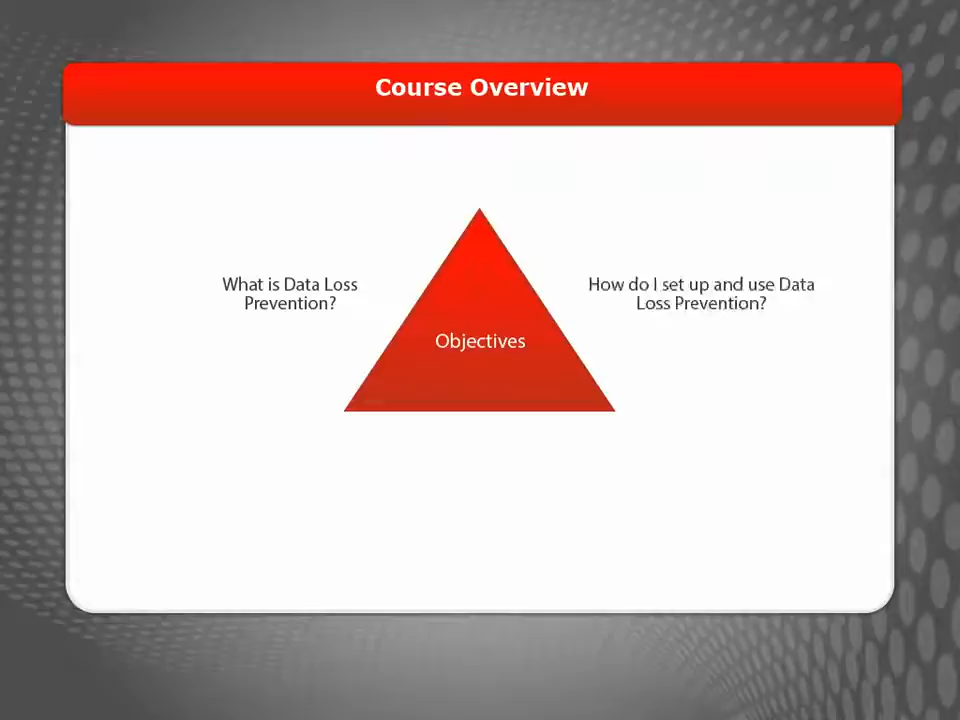 Course Overview
What is Data Loss
Prevention?
How do I set up and use Data
Loss Prevention?
Objectives